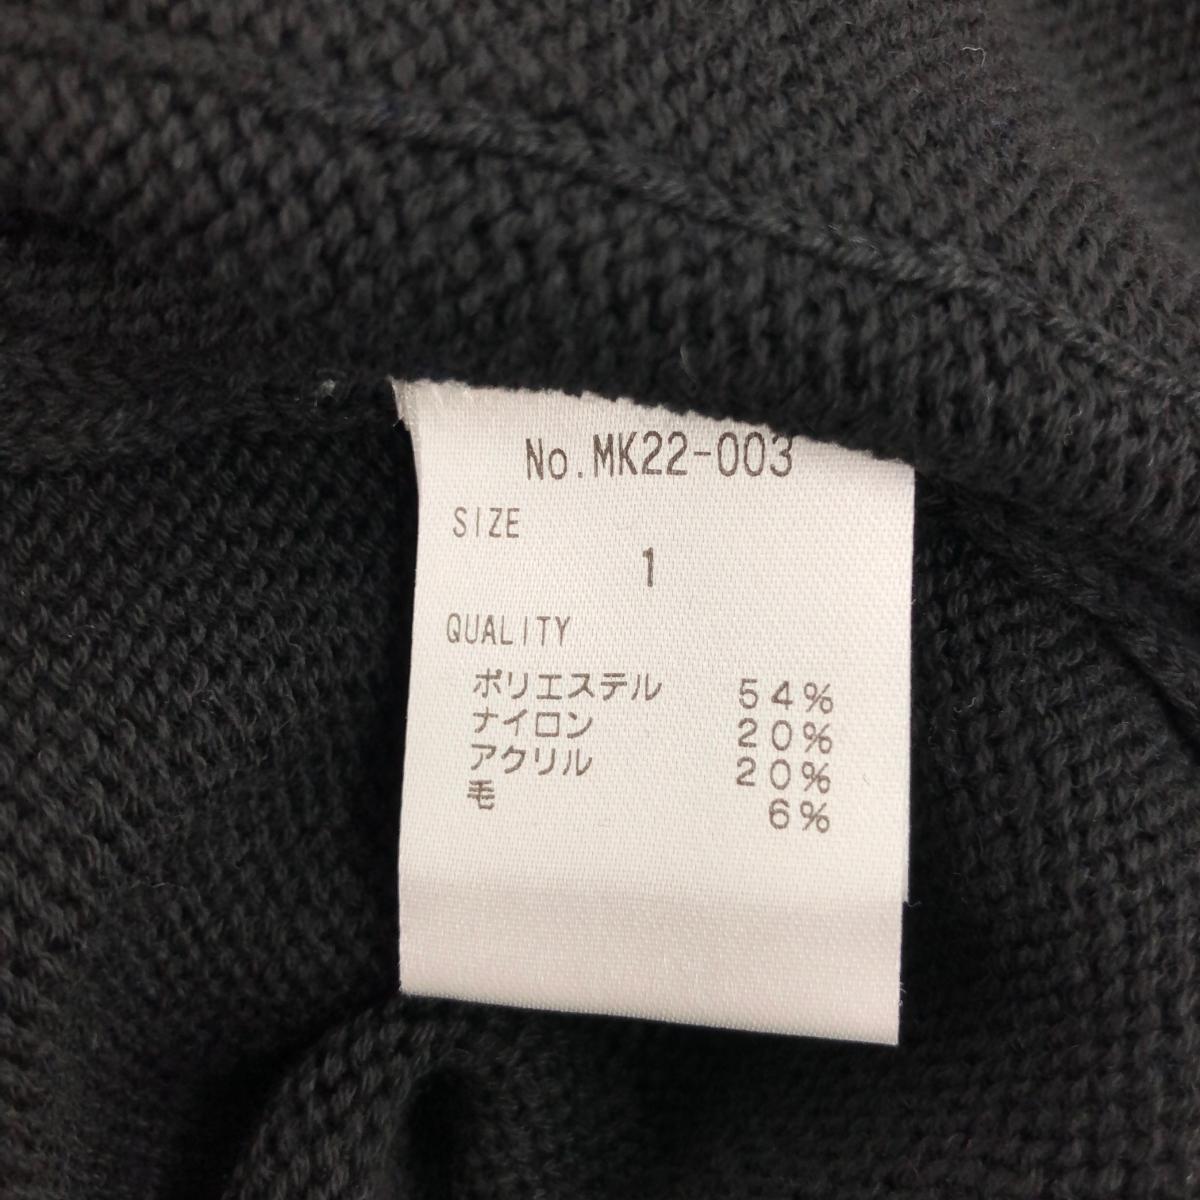 No.MK22-003
SIZE
1
QUALITY
ポリエステル 54%
ナイロン 20%
アクリル 20%
毛 6%